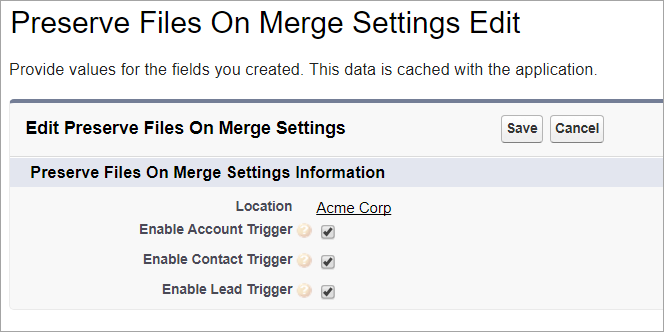 Preserve Files On Merge Settings Edit
Provide values for the fields you created. This data is cached with the application.
Edit Preserve Files On Merge Settings Save Cancel
Preserve Files On Merge Settings Information
Location Acme Corp
Enable Account Trigger ?
Enable Contact Trigger ?
Enable Lead Trigger ?